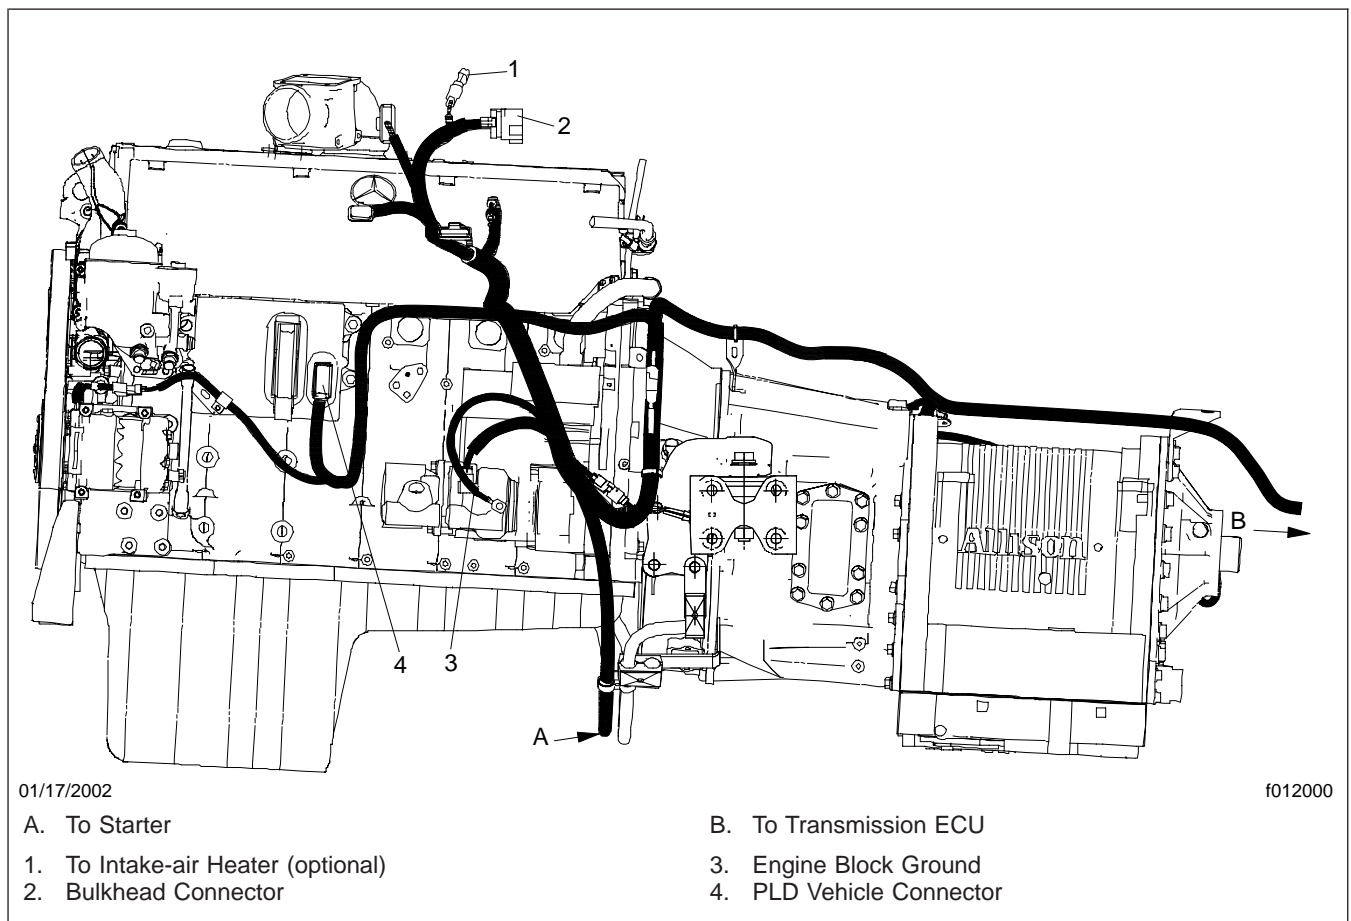 1
2
B
Allison
4
3
A
01/17/2002
f012000
A. To Starter
B. To Transmission ECU
1. To Intake-air Heater (optional)
2. Bulkhead Connector
3. Engine Block Ground
4. PLD Vehicle Connector